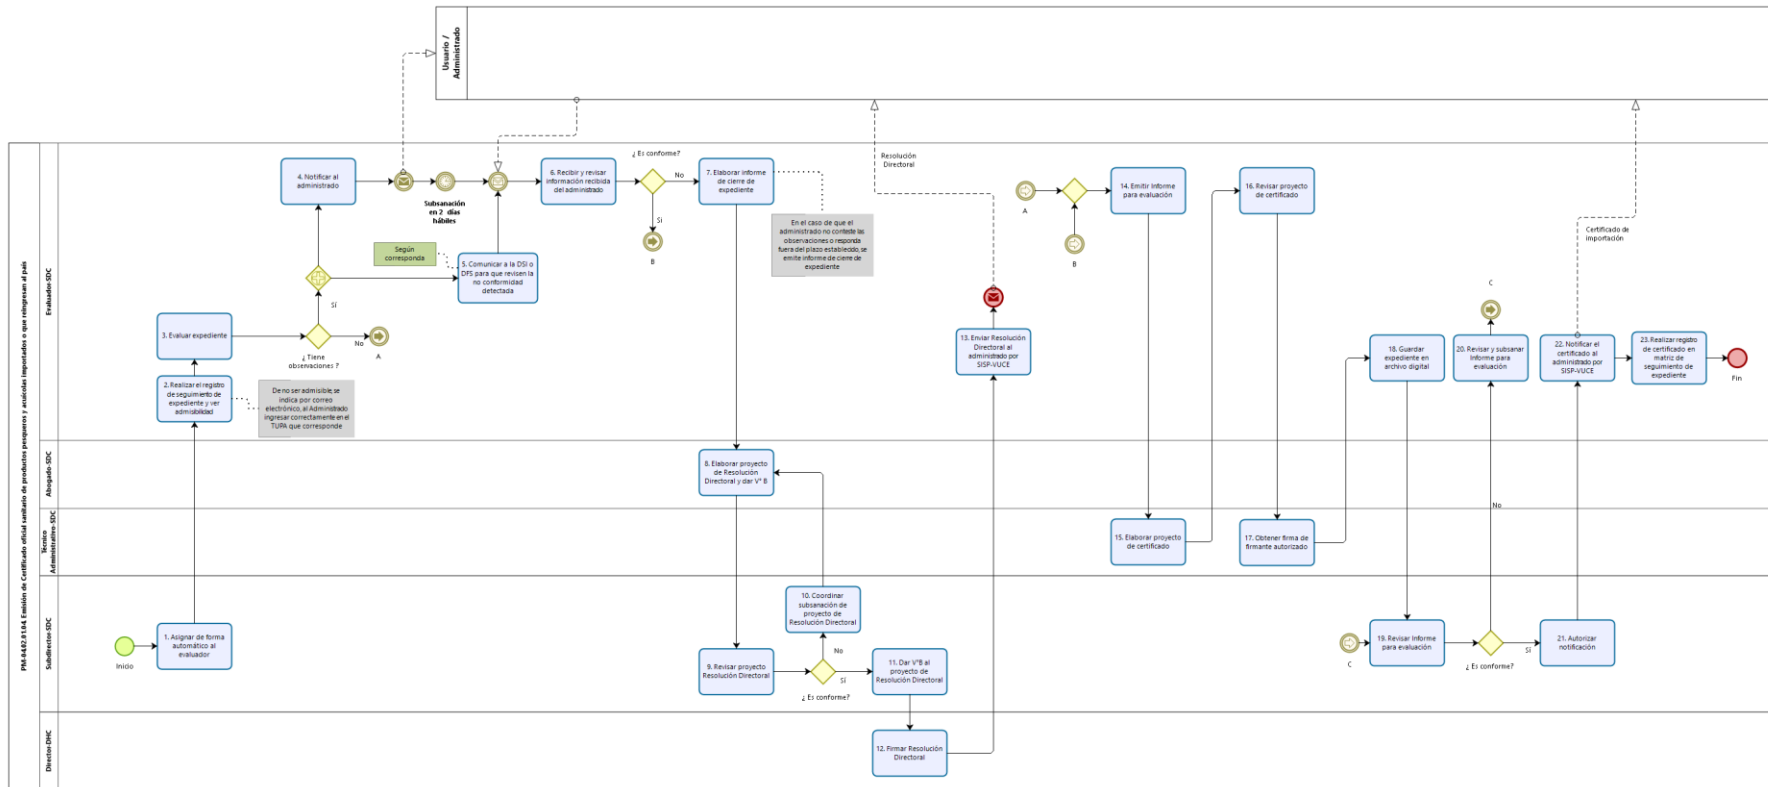 Usuario /
Administrado
PM-0402.01.04. Emisión de Certificado oficial sanitario de productos pesqueros y acuícolas importados o que reingresan al país
Evaluador-SDC
4. Notificar al
administrado
Subsanación
en 2 días
hábiles
6. Recibir y revisar
información recibida
del administrado
¿ Es conforme?
No
Si
B
7. Elaborar informe
de cierre de
expediente
En el caso de que el
administrado no conteste las
observaciones o responda
fuera del plazo establecido, se
emite informe de cierre de
expediente
Según
corresponda
5. Comunicar a la DSI o
DFS para que revisen la
no conformidad
detectada
Sí
3. Evaluar expediente
¿ Tiene
observaciones ?
No
A
2. Realizar el registro
de seguimiento de
expediente y ver
admisibilidad
De no ser admisible, se
indica por correo
electrónico, al Administrado
ingresar correctamente en el
TUPA que corresponde
Resolución
Directoral
13. Enviar Resolución
Directoral al
administrado por
SISP-VUCE
A
B
14. Emitir Informe
para evaluación
16. Revisar proyecto
de certificado
Certificado de
importación
C
18. Guardar
expediente en
archivo digital
20. Revisar y subsanar
Informe para
evaluación
22. Notificar el
certificado al
administrado por
SISP-VUCE
23. Realizar registro
de certificado en
matriz de
seguimiento de
expediente
Fin
Abogado-SDC
8. Elaborar proyecto
de Resolución
Directoral y dar V° B
No
Técnico
Administrativo-SDC
15. Elaborar proyecto
de certificado
17. Obtener firma de
firmante autorizado
Subdirector-SDC
Inicio
1. Asignar de forma
automático al
evaluador
10. Coordinar
subsanación de
proyecto de
Resolución Directoral
No
9. Revisar proyecto
Resolución Directoral
¿ Es conforme?
Sí
11. Dar V°B al
proyecto de
Resolución Directoral
C
19. Revisar Informe
para evaluación
¿ Es conforme?
Sí
21. Autorizar
notificación
Director-DHC
12. Firmar Resolución
Directoral